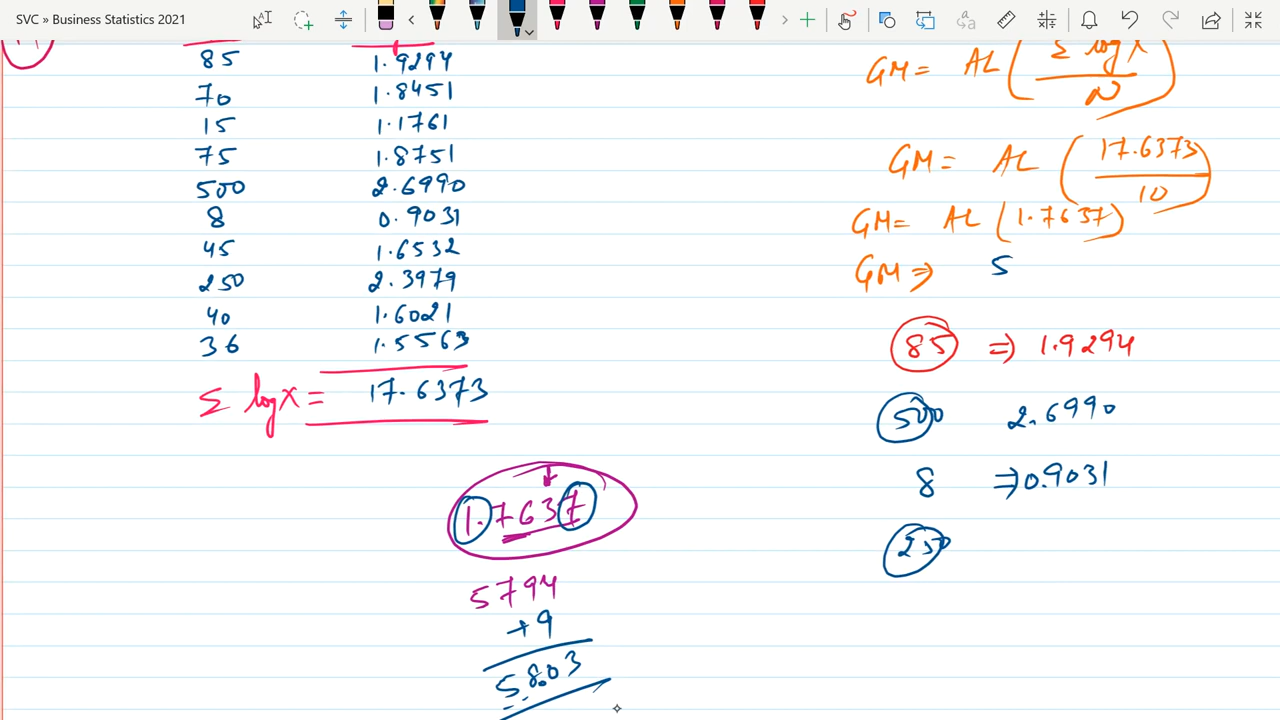 SVC » Business Statistics 2021
85 1.9294
70 1.8451
15 1.1761
75 1.8751
500 2.6990
8 0.9031
45 1.6532
250 2.3979
40 1.6021
36 1.5563
Σ logx = 17.6373
1.7637
5794
+9
5803
GM = AL ( Σ logx / N )
GM = AL ( 17.6373 / 10 )
GM = AL (1.7637)
GM ⇒ 5
85 ⇒ 1.9294
500 2.6990
8 ⇒ 0.9031
250